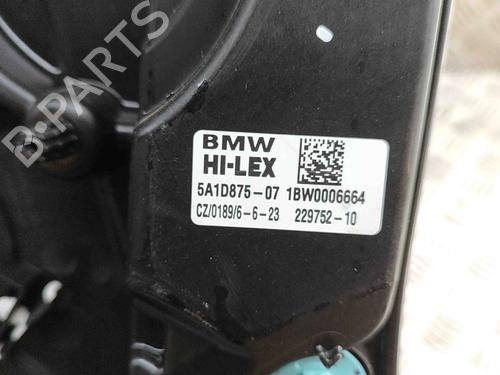 B-PARTS
BMW
HI-LEX
5A1D875-07 1BW0006664
CZ/0189/6-6-23 229752-10